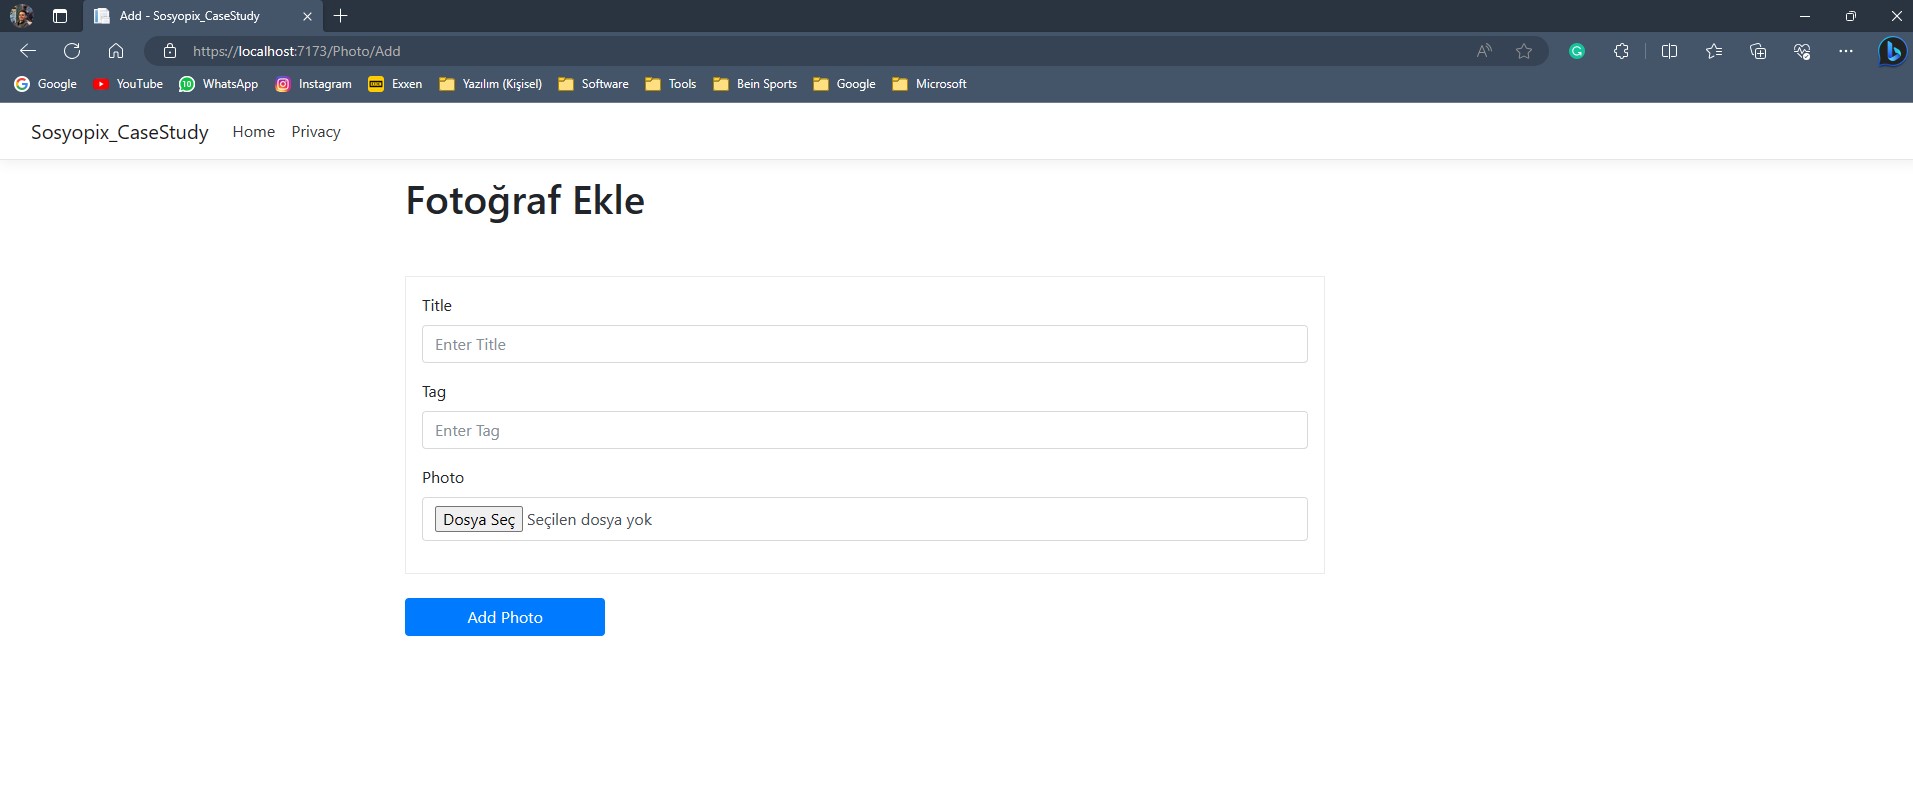 Add - Sosyopix_CaseStudy
https://localhost:7173/Photo/Add
Google YouTube 10 WhatsApp Instagram Exxen Yazılım (Kişisel) Software Tools Bein Sports Google Microsoft
Sosyopix_CaseStudy Home Privacy
Fotoğraf Ekle
Title
Enter Title
Tag
Enter Tag
Photo
Dosya Seç Seçilen dosya yok
Add Photo